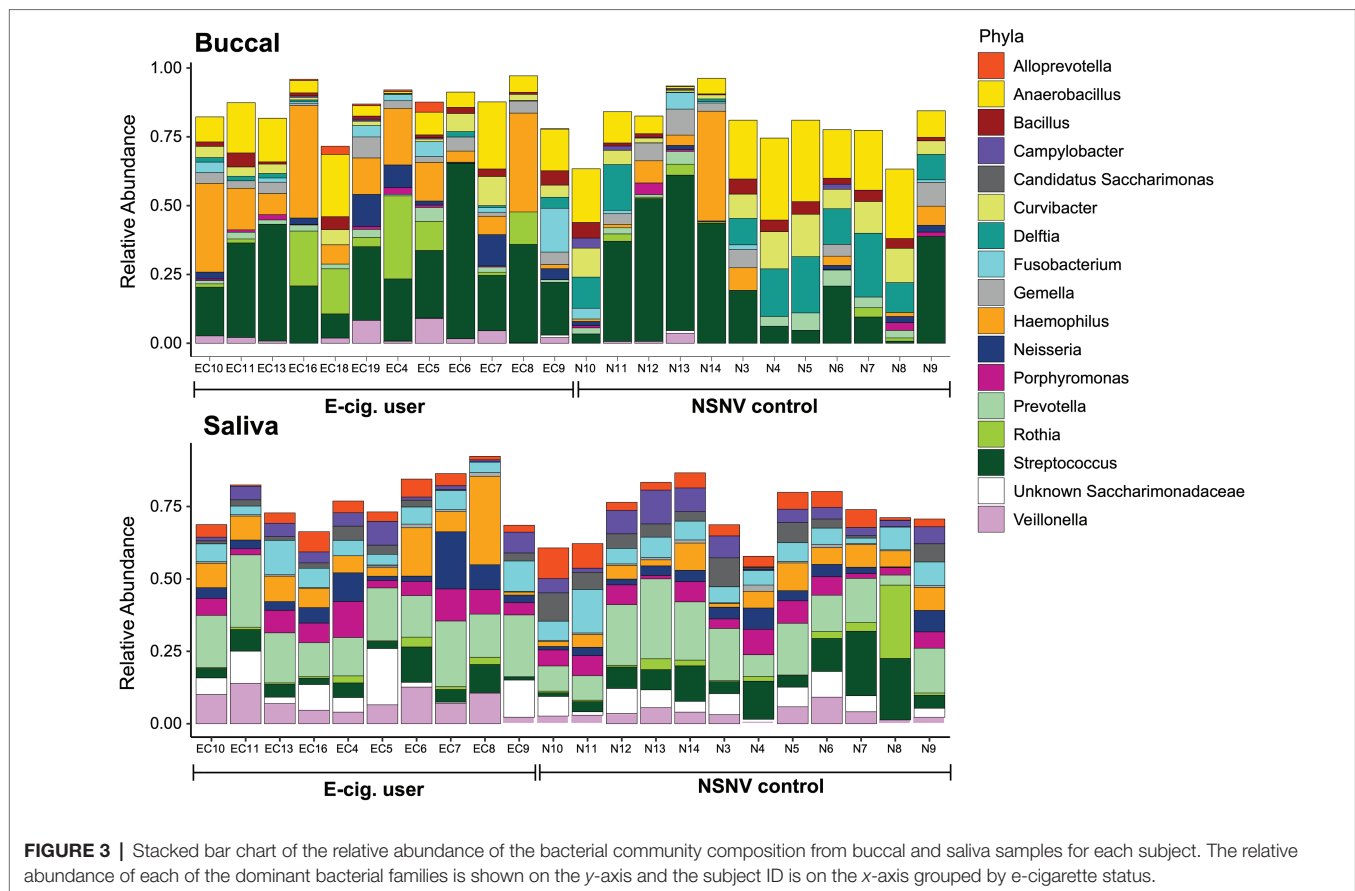 Buccal
Phyla
Alloprevotella
Anaerobacillus
Bacillus
Campylobacter
Candidatus Saccharimonas
Curvibacter
Delftia
Fusobacterium
Gemella
Haemophilus
Neisseria
Porphyromonas
Prevotella
Rothia
Streptococcus
Unknown Saccharimonadaceae
Veillonella
Relative Abundance
1.00
0.75
0.50
0.25
0.00
EC10 EC11 EC13 EC16 EC18 EC19 EC4 EC5 EC6 EC7 EC8 EC9 N10 N11 N12 N13 N14 N3 N4 N5 N6 N7 N8 N9
E-cig. user NSNV control
Saliva
Relative Abundance
0.75
0.50
0.25
0.00
EC10 EC11 EC13 EC16 EC4 EC5 EC6 EC7 EC8 EC9 N10 N11 N12 N13 N14 N3 N4 N5 N6 N7 N8 N9
E-cig. user NSNV control
FIGURE 3 | Stacked bar chart of the relative abundance of the bacterial community composition from buccal and saliva samples for each subject. The relative
abundance of each of the dominant bacterial families is shown on the y-axis and the subject ID is on the x-axis grouped by e-cigarette status.